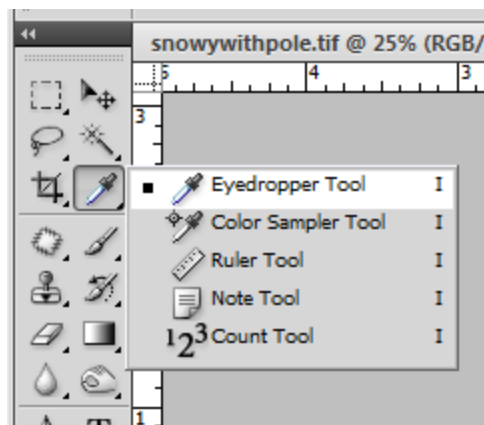 snowywithpole.tif @ 25% (RGB/
5 4 3
3
Eyedropper Tool I
Color Sampler Tool I
Ruler Tool I
Note Tool I
123 Count Tool I
T
1